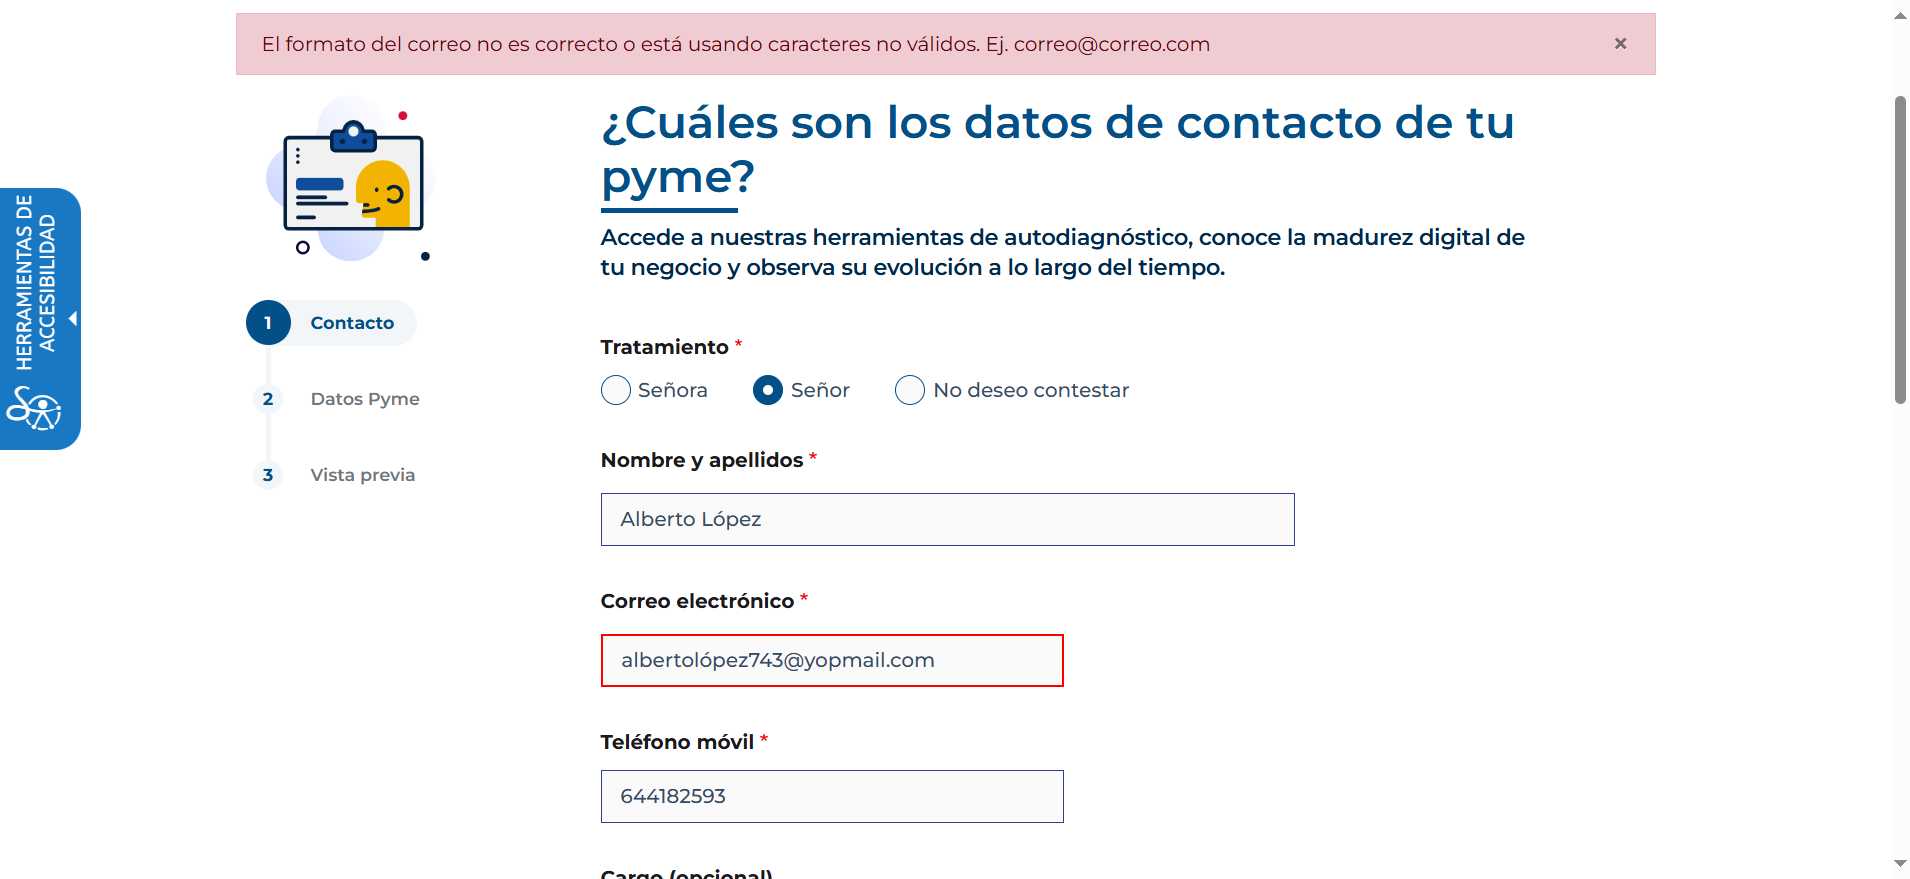 El formato del correo no es correcto o está usando caracteres no válidos. Ej. correo@correo.com
×
HERRAMIENTAS DE
ACCESIBILIDAD
1 Contacto
2 Datos Pyme
3 Vista previa
¿Cuáles son los datos de contacto de tu
pyme?
Accede a nuestras herramientas de autodiagnóstico, conoce la madurez digital de
tu negocio y observa su evolución a lo largo del tiempo.
Tratamiento *
Señora Señor No deseo contestar
Nombre y apellidos *
Alberto López
Correo electrónico *
albertolópez743@yopmail.com
Teléfono móvil *
644182593
Cargo (opcional)